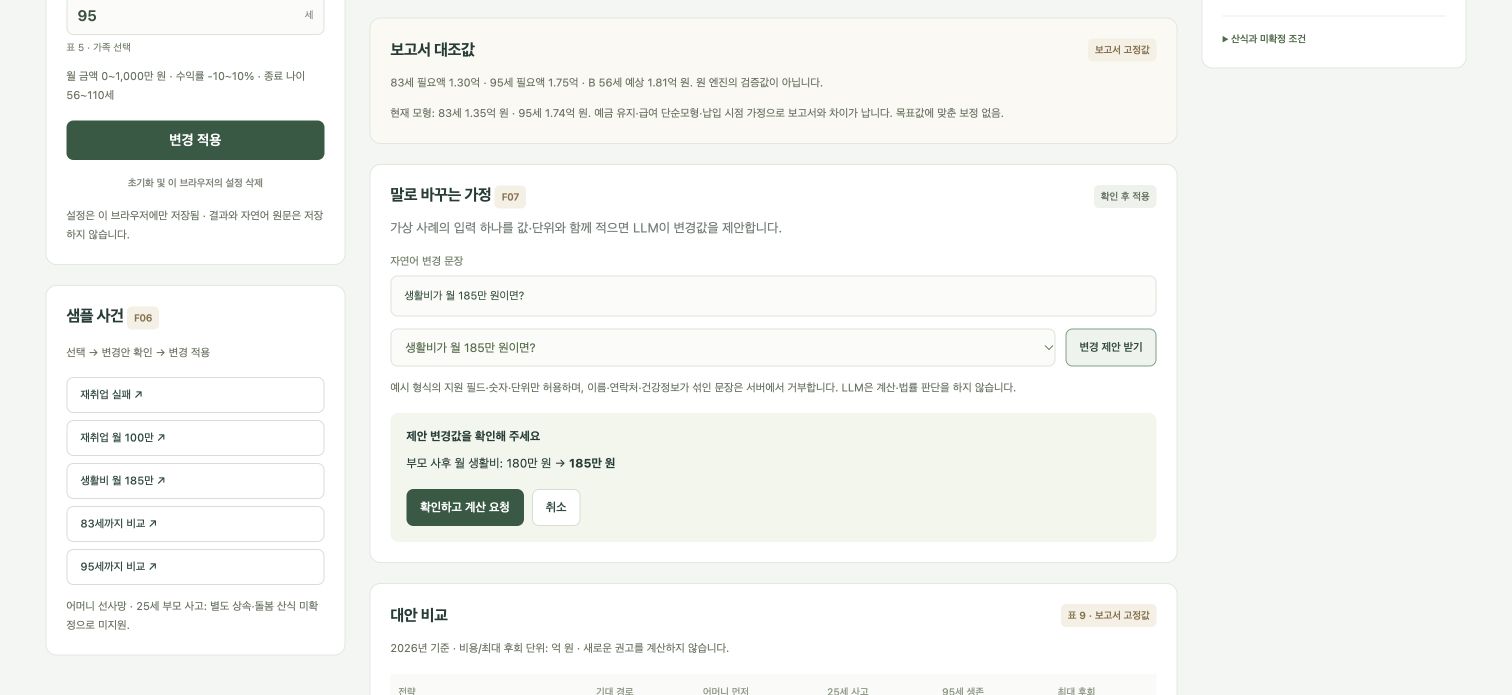 95 세
표 5 · 가족 선택
월 금액 0~1,000만 원 · 수익률 -10~10% · 종료 나이
56~110세
변경 적용
초기화 및 이 브라우저의 설정 삭제
설정은 이 브라우저에만 저장됨 · 결과와 자연어 원문은 저장
하지 않습니다.
샘플 사건 F06
선택 → 변경안 확인 → 변경 적용
재취업 실패 ↗
재취업 월 100만 ↗
생활비 월 185만 ↗
83세까지 비교 ↗
95세까지 비교 ↗
어머니 선사망 · 25세 부모 사고: 별도 상속·돌봄 산식 미확
정으로 미지원.
보고서 대조값 보고서 고정값
83세 필요액 1.30억 · 95세 필요액 1.75억 · B 56세 예상 1.81억 원. 원 엔진의 검증값이 아닙니다.
현재 모형: 83세 1.35억 원 · 95세 1.74억 원. 예금 유지·급여 단순모형·납입 시점 가정으로 보고서와 차이가 납니다. 목표값에 맞춘 보정 없음.
말로 바꾸는 가정 F07 확인 후 적용
가상 사례의 입력 하나를 값·단위와 함께 적으면 LLM이 변경값을 제안합니다.
자연어 변경 문장
생활비가 월 185만 원이면?
생활비가 월 185만 원이면? 변경 제안 받기
예시 형식의 지원 필드·숫자·단위만 허용하며, 이름·연락처·건강정보가 섞인 문장은 서버에서 거부합니다. LLM은 계산·법률 판단을 하지 않습니다.
제안 변경값을 확인해 주세요
부모 사후 월 생활비: 180만 원 → 185만 원
확인하고 계산 요청 취소
대안 비교 표 9 · 보고서 고정값
2026년 기준 · 비용/최대 후회 단위: 억 원 · 새로운 권고를 계산하지 않습니다.
전략 기대 경로 어머니 먼저 25세 사고 95세 생존 최대 후회
▸ 산식과 미확정 조건